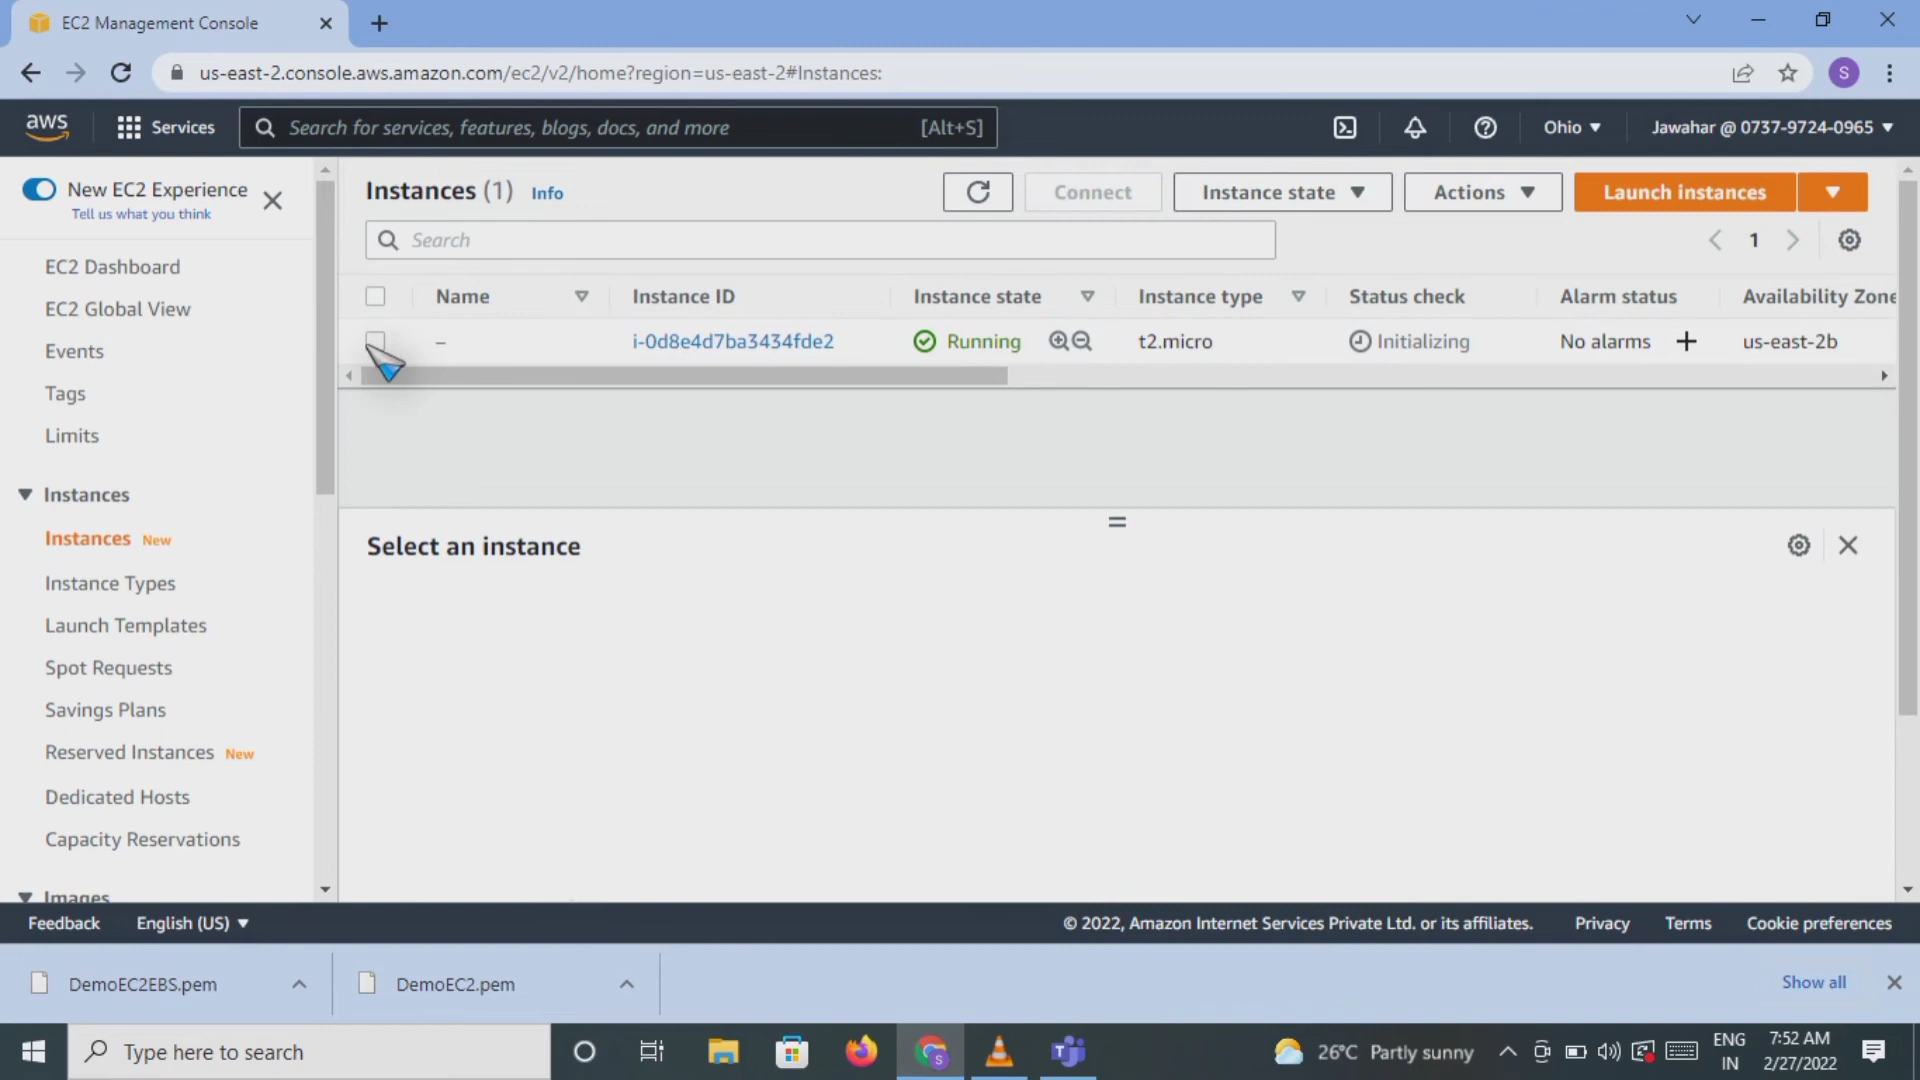 EC2 Management Console
us-east-2.console.aws.amazon.com/ec2/v2/home?region=us-east-2#Instances:
S
aws
Services
Search for services, features, blogs, docs, and more
[Alt+S]
Ohio
Jawahar @ 0737-9724-0965
New EC2 Experience
Tell us what you think
EC2 Dashboard
EC2 Global View
Events
Tags
Limits
Instances
Instances New
Instance Types
Launch Templates
Spot Requests
Savings Plans
Reserved Instances New
Dedicated Hosts
Capacity Reservations
Images
Instances (1) Info
Connect
Instance state
Actions
Launch instances
Search
1
Name Instance ID Instance state Instance type Status check Alarm status Availability Zone
– i-0d8e4d7ba3434fde2 Running t2.micro Initializing No alarms + us-east-2b
Select an instance
Feedback English (US)
© 2022, Amazon Internet Services Private Ltd. or its affiliates. Privacy Terms Cookie preferences
DemoEC2EBS.pem
DemoEC2.pem
Show all
Type here to search
26°C Partly sunny
ENG
IN
7:52 AM
2/27/2022